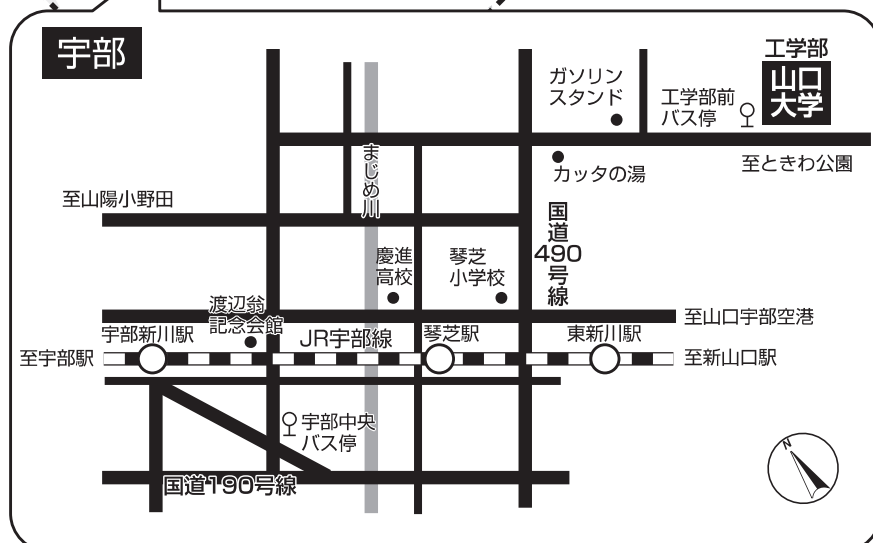 宇部
工学部
山口
大学
ガソリン
スタンド
工学部前
バス停
至ときわ公園
カッタの湯
まじめ川
至山陽小野田
国道490号線
慶進
高校
琴芝
小学校
渡辺翁
記念会館
至山口宇部空港
宇部新川駅
JR宇部線
琴芝駅
東新川駅
至宇部駅
至新山口駅
宇部中央
バス停
国道190号線
N